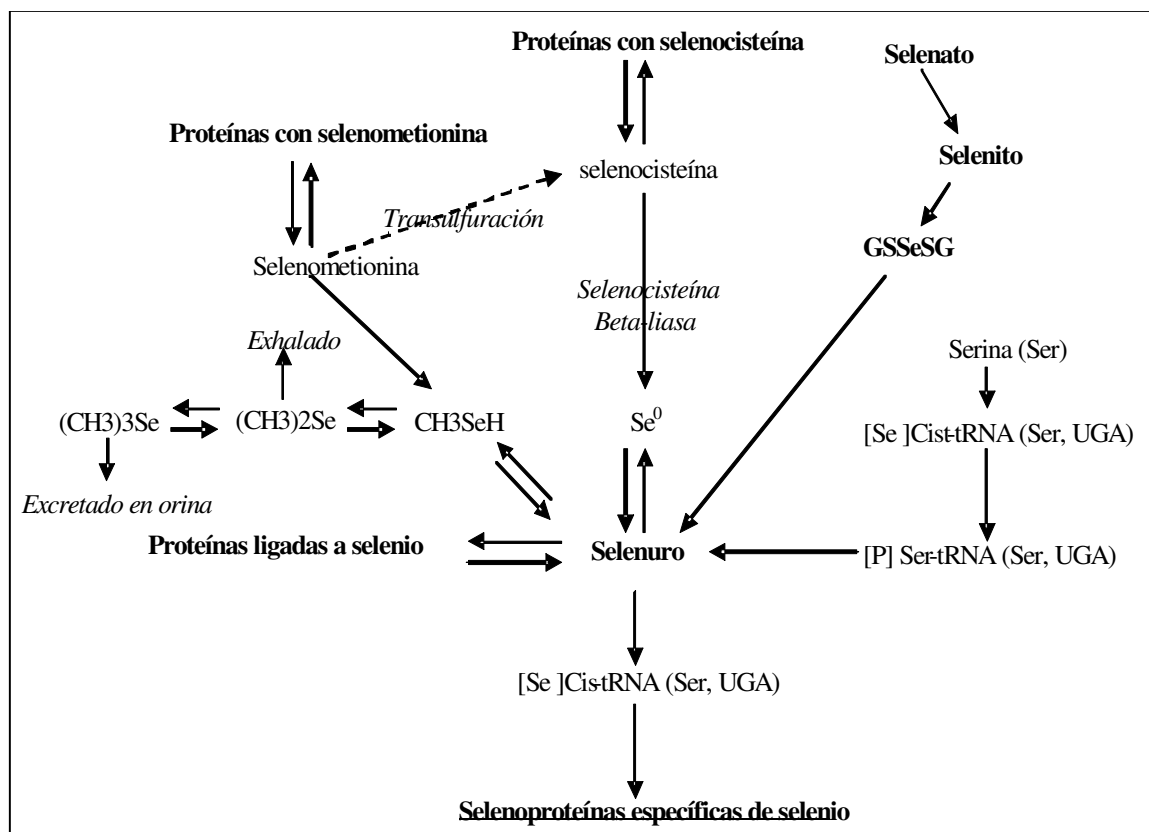 Proteínas con selenocisteína
Selenato
Proteínas con selenometionina
Selenito
selenocisteína
Transulfuración
GSSeSG
Selenometionina
Selenocisteína
Beta-liasa
Exhalado
Serina (Ser)
(CH3)3Se
(CH3)2Se
CH3SeH
Se⁰
[Se ]Cist-tRNA (Ser, UGA)
Excretado en orina
Proteínas ligadas a selenio
Selenuro
[P] Ser-tRNA (Ser, UGA)
[Se ]Cis-tRNA (Ser, UGA)
Selenoproteínas específicas de selenio